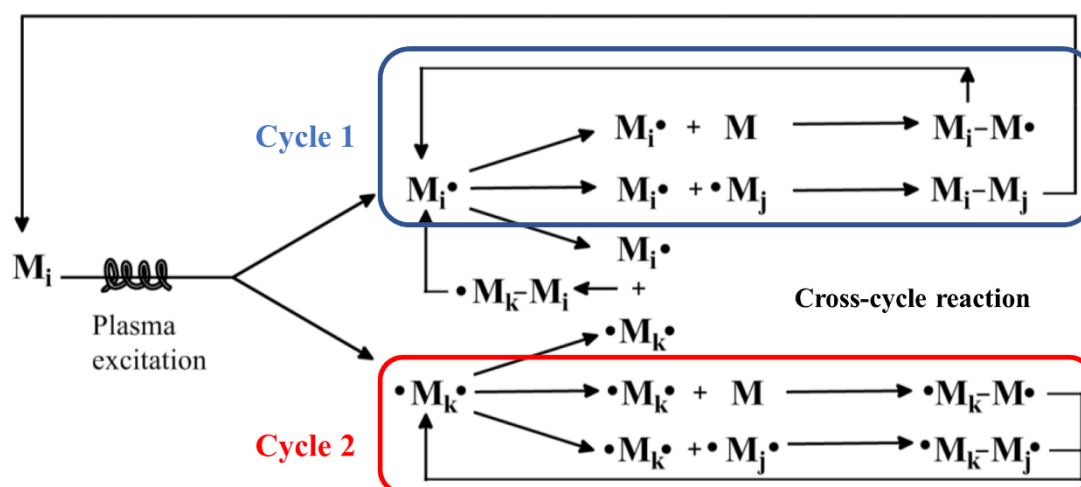 Cycle 1
Mᵢ• + M Mᵢ–M•
Mᵢ• Mᵢ• + •Mⱼ Mᵢ–Mⱼ
Mᵢ•
Mᵢ •Mₖ–Mᵢ +
Plasma
excitation
Cross-cycle reaction
•Mₖ•
•Mₖ• •Mₖ• + M •Mₖ–M•
Cycle 2
•Mₖ• + •Mⱼ• •Mₖ–Mⱼ•